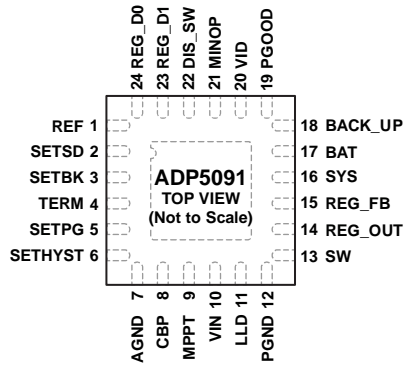 24 REG_D0
23 REG_D1
22 DIS_SW
21 MINOP
20 VID
19 PGOOD
REF 1
SETSD 2
SETBK 3
TERM 4
SETPG 5
SETHYST 6
ADP5091
TOP VIEW
(Not to Scale)
18 BACK_UP
17 BAT
16 SYS
15 REG_FB
14 REG_OUT
13 SW
AGND 7
CBP 8
MPPT 9
VIN 10
LLD 11
PGND 12